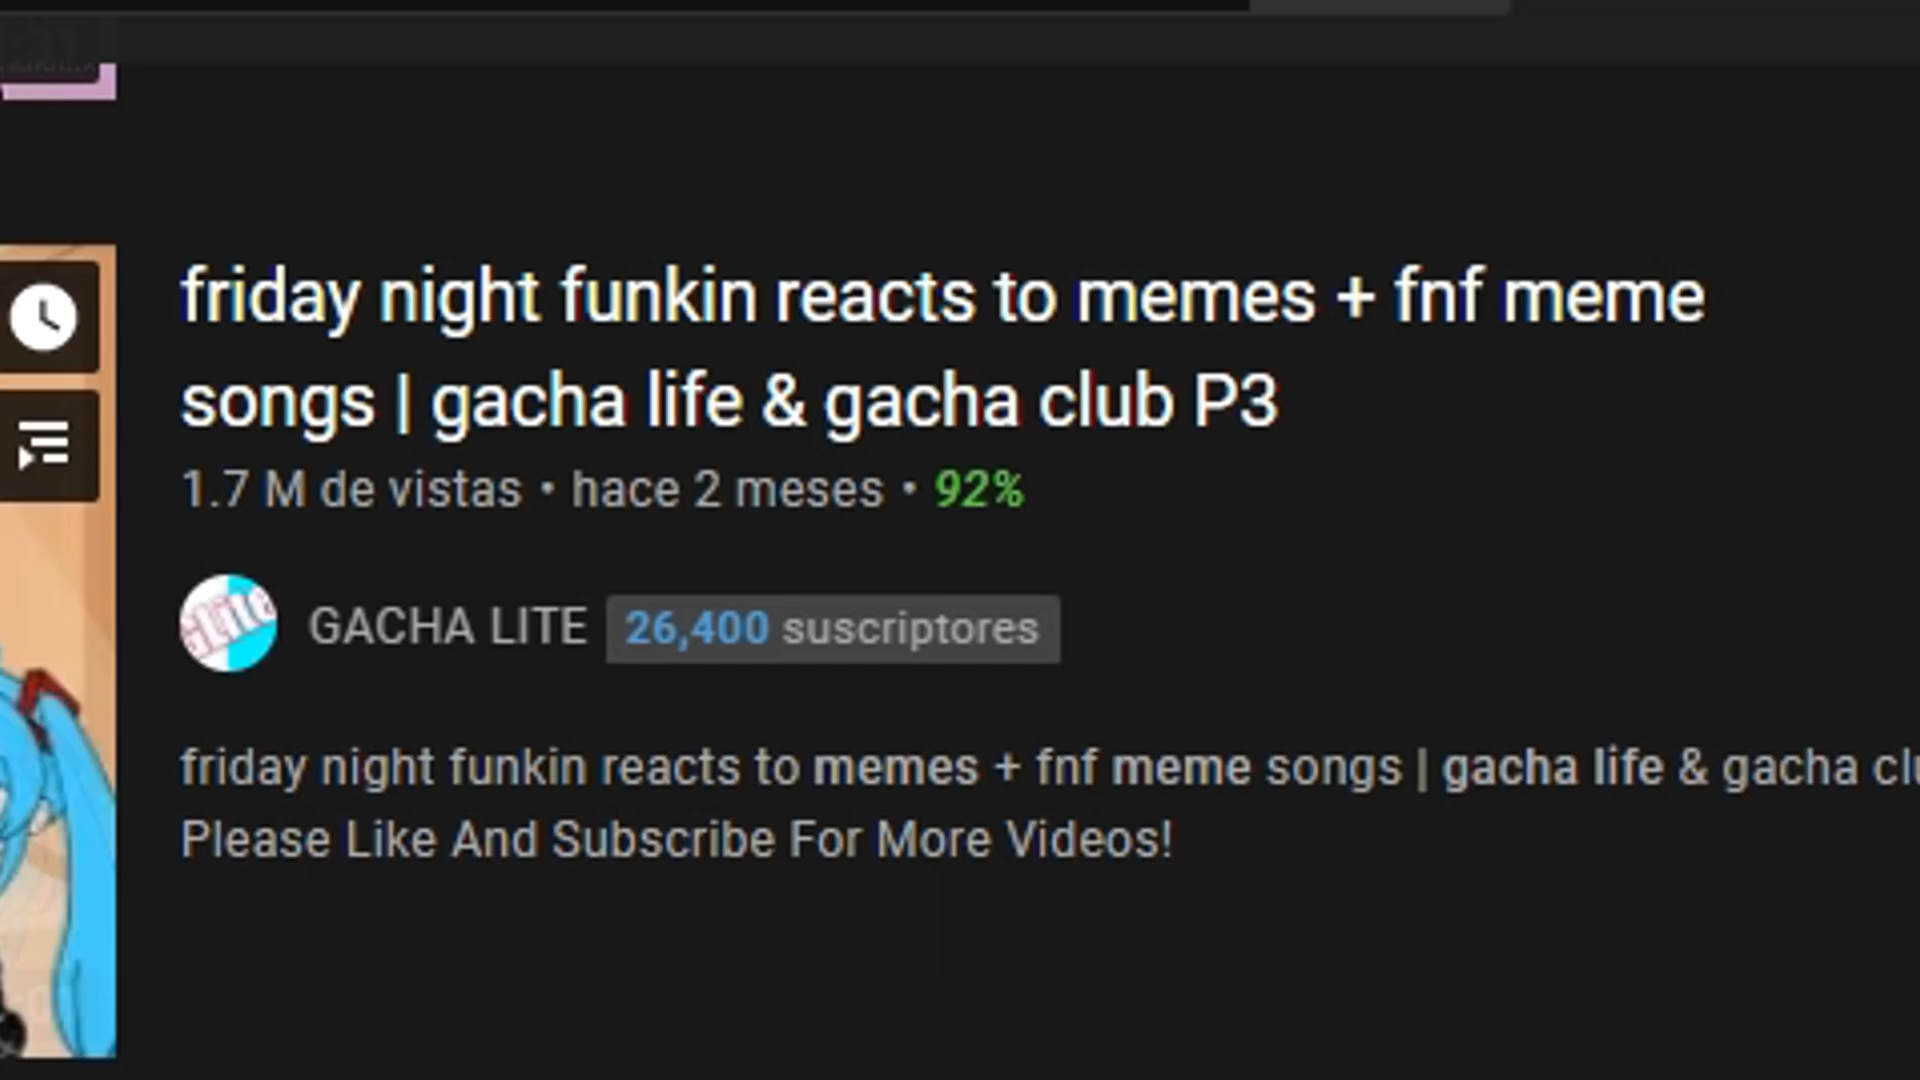 friday night funkin reacts to memes + fnf meme
songs | gacha life & gacha club P3
1.7 M de vistas • hace 2 meses • 92%
GLite
GACHA LITE 26,400 suscriptores
friday night funkin reacts to memes + fnf meme songs | gacha life & gacha clu
Please Like And Subscribe For More Videos!